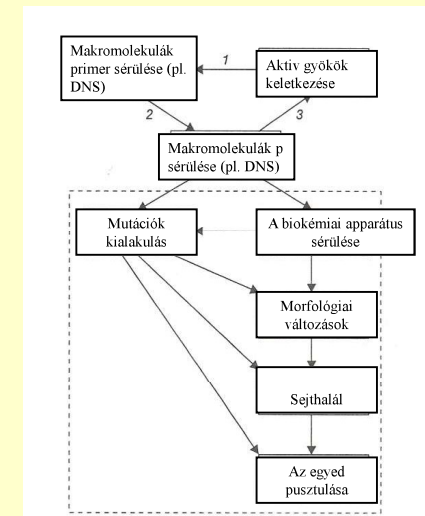 Makromolekulák
primer sérülése (pl.
DNS)
1
Aktiv gyökök
keletkezése
2
3
Makromolekulák p
sérülése (pl. DNS)
Mutációk
kialakulás
A biokémiai apparátus
sérülése
Morfológiai
változások
Sejthalál
Az egyed
pusztulása